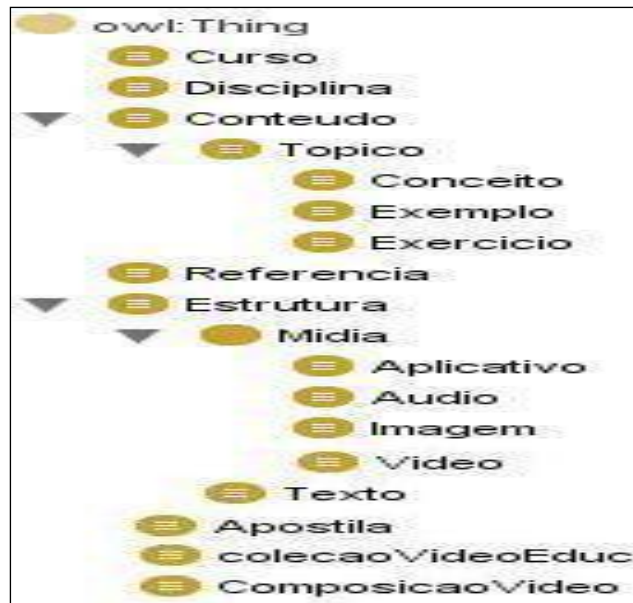 owl:Thing
Curso
Disciplina
Conteudo
Topico
Conceito
Exemplo
Exercicio
Referencia
Estrutura
Midia
Aplicativo
Audio
Imagem
Video
Texto
Apostila
colecaoVideoEduc
ComposicaoVideo